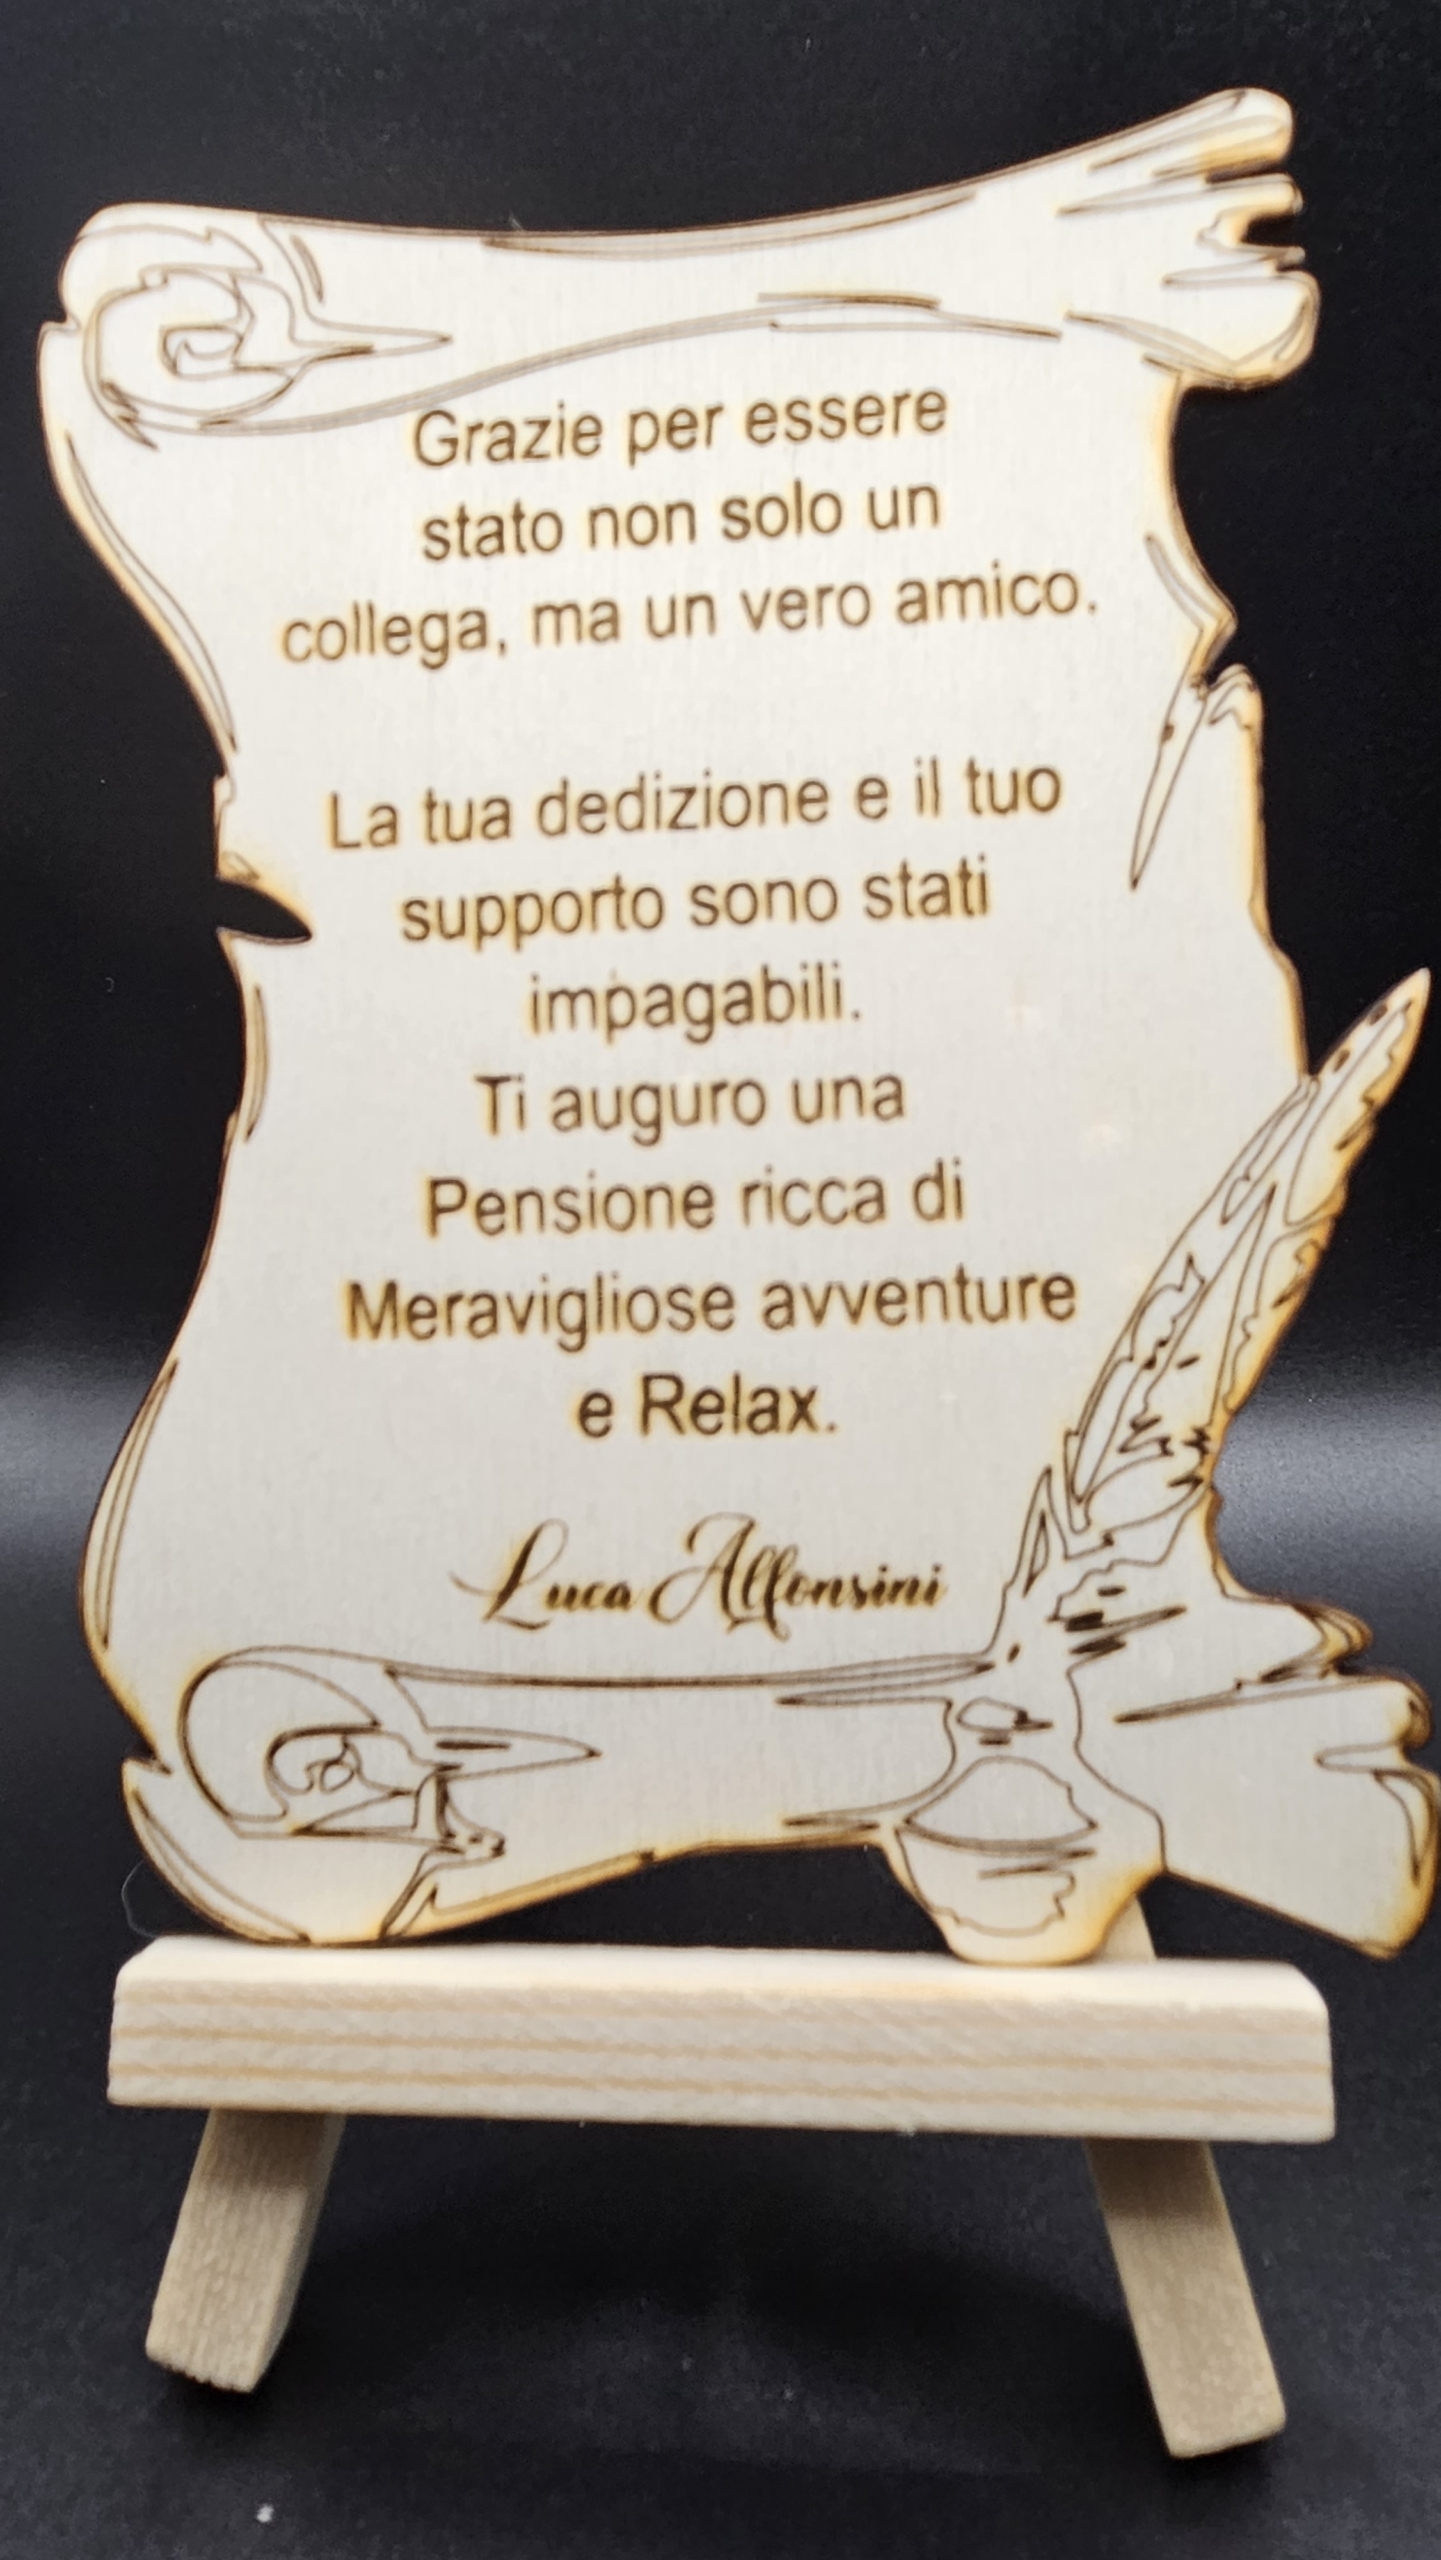 Grazie per essere
stato non solo un
collega, ma un vero amico.
La tua dedizione e il tuo
supporto sono stati
impagabili.
Ti auguro una
Pensione ricca di
Meravigliose avventure
e Relax.
Luca Alfonsini